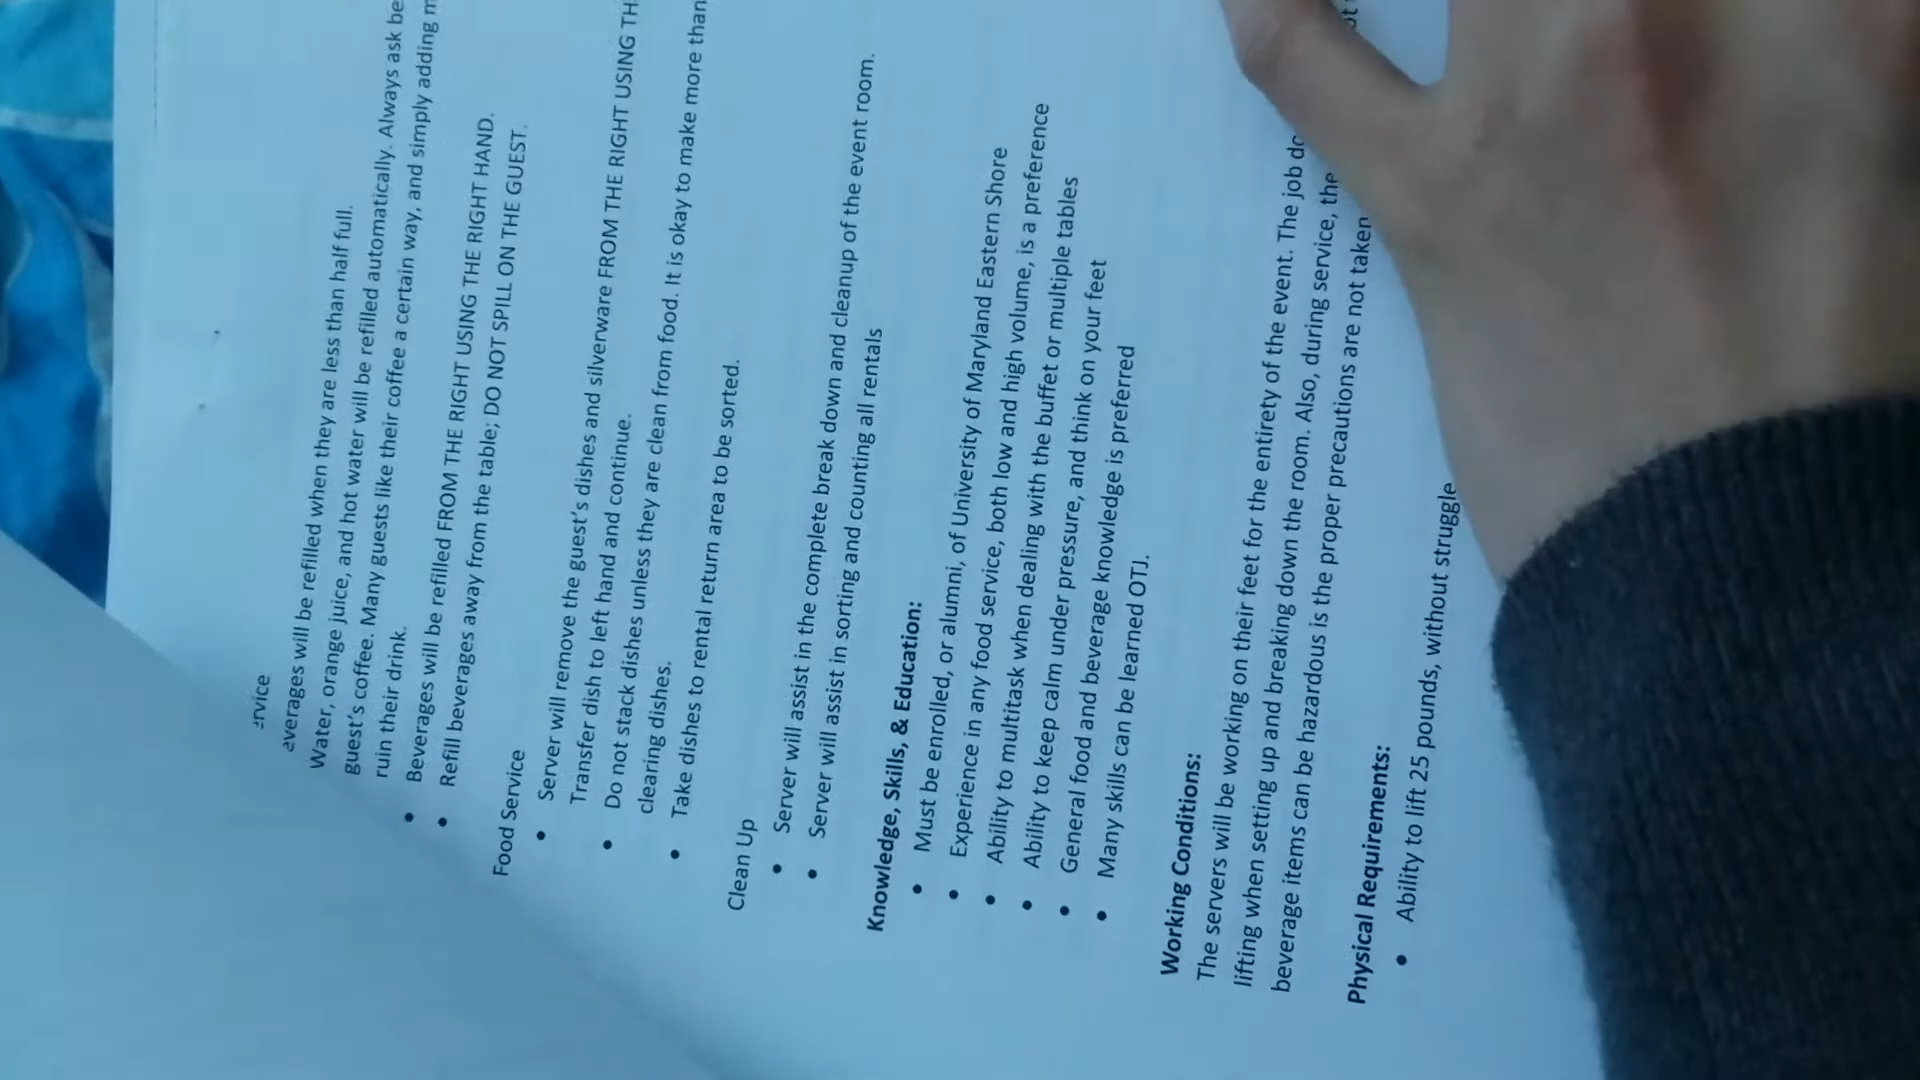 will be refilled when they are less than half full.
Water, orange juice, and hot water will be refilled automatically. Always ask
guest's coffee. Many guests like their coffee a certain way, and simply adding
ruin their drink.
• Beverages will be refilled FROM THE RIGHT USING THE RIGHT HAND.
• Refill beverages away from the table; DO NOT SPILL ON THE GUEST.
Food Service
• Server will remove the guest's dishes and silverware FROM THE RIGHT USING
Transfer dish to left hand and continue.
• Do not stack dishes unless they are clean from food. It is okay to make more than
clearing dishes.
• Take dishes to rental return area to be sorted.
Clean Up
• Server will assist in the complete break down and cleanup of the event room.
• Server will assist in sorting and counting all rentals
Knowledge, Skills, & Education:
• Must be enrolled, or alumni, of University of Maryland Eastern Shore
• Experience in any food service, both low and high volume, is a preference
• Ability to multitask when dealing with the buffet or multiple tables
• Ability to keep calm under pressure, and think on your feet
• General food and beverage knowledge is preferred
• Many skills can be learned OTJ.
Working Conditions:
The servers will be working on their feet for the entirety of the event. The job
lifting when setting up and breaking down the room. Also, during service, the
beverage items can be hazardous is the proper precautions are not taken
Physical Requirements:
• Ability to lift 25 pounds, without struggle